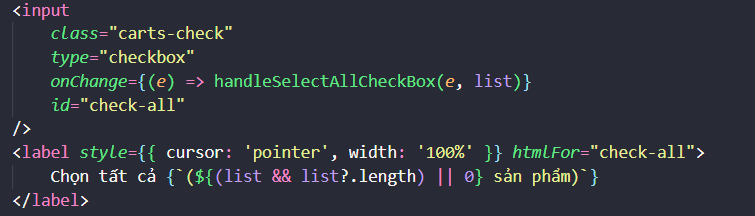 <input
class="carts-check"
type="checkbox"
onChange={(e) => handleSelectAllCheckBox(e, list)}
id="check-all"
/>
<label style={{ cursor: 'pointer', width: '100%' }} htmlFor="check-all">
Chọn tất cả {`(${(list && list?.length) || 0} sản phẩm)`}
</label>